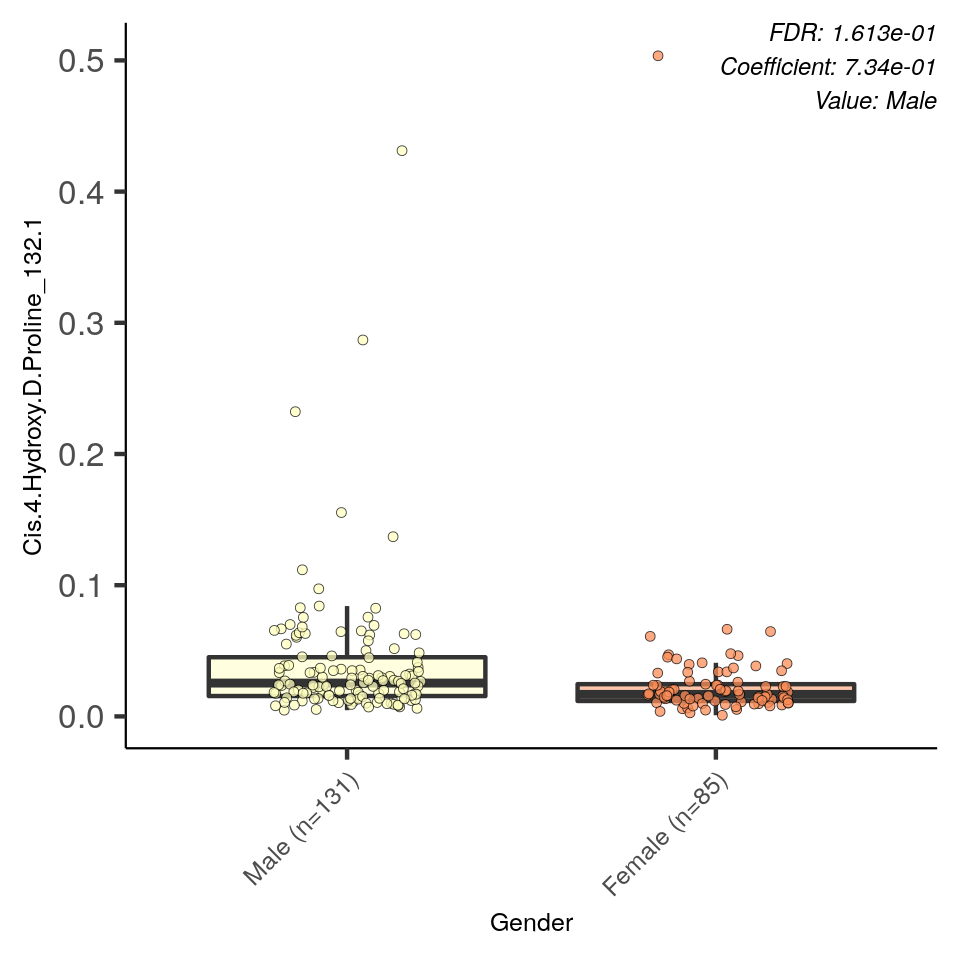 FDR: 1.613e-01
Coefficient: 7.34e-01
Value: Male
0.5
0.4
0.3
0.2
0.1
0.0
Cis.4.Hydroxy.D.Proline_132.1
Male (n=131)
Female (n=85)
Gender